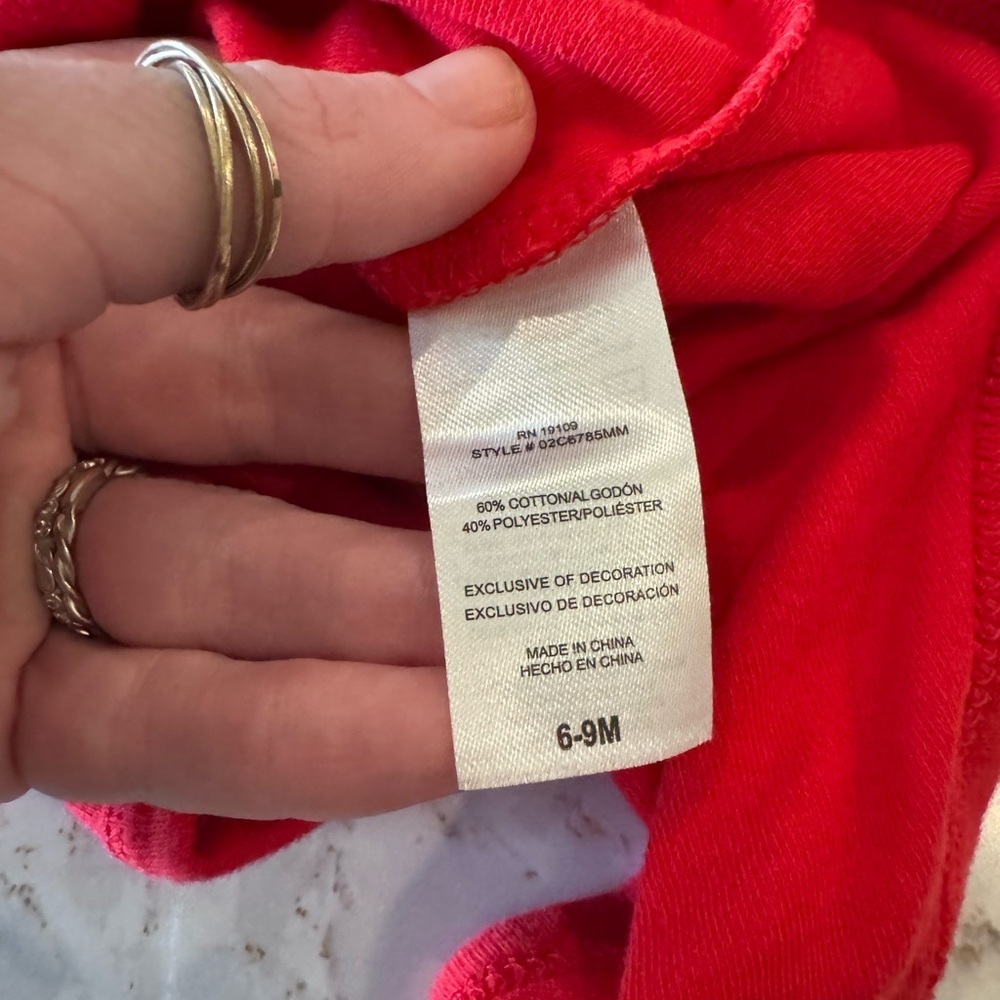 RN 19109
STYLE # 02C6785MM
60% COTTON/ALGODÓN
40% POLYESTER/POLIÉSTER
EXCLUSIVE OF DECORATION
EXCLUSIVO DE DECORACIÓN
MADE IN CHINA
HECHO EN CHINA
6-9M